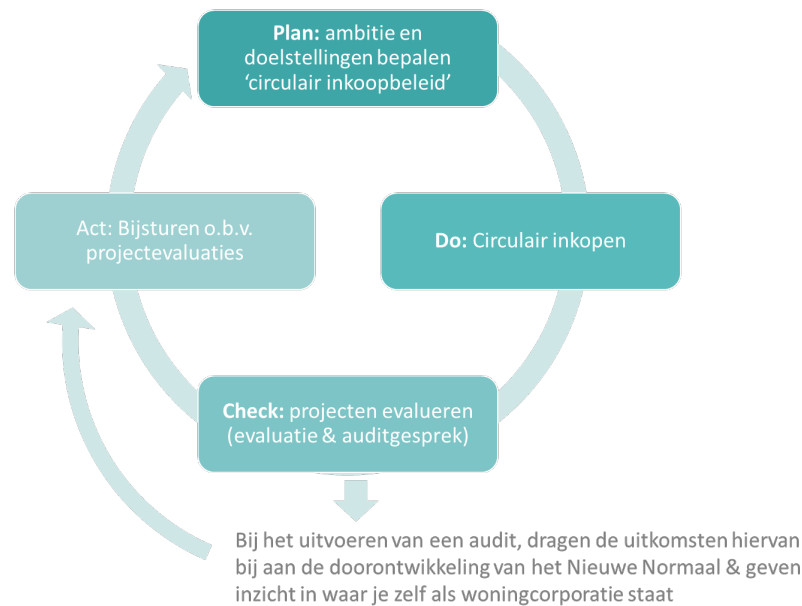 Plan: ambitie en
doelstellingen bepalen
‘circulair inkoopbeleid’
Act: Bijsturen o.b.v.
projectevaluaties
Do: Circulair inkopen
Check: projecten evalueren
(evaluatie & auditgesprek)
Bij het uitvoeren van een audit, dragen de uitkomsten hiervan
bij aan de doorontwikkeling van het Nieuwe Normaal & geven
inzicht in waar je zelf als woningcorporatie staat